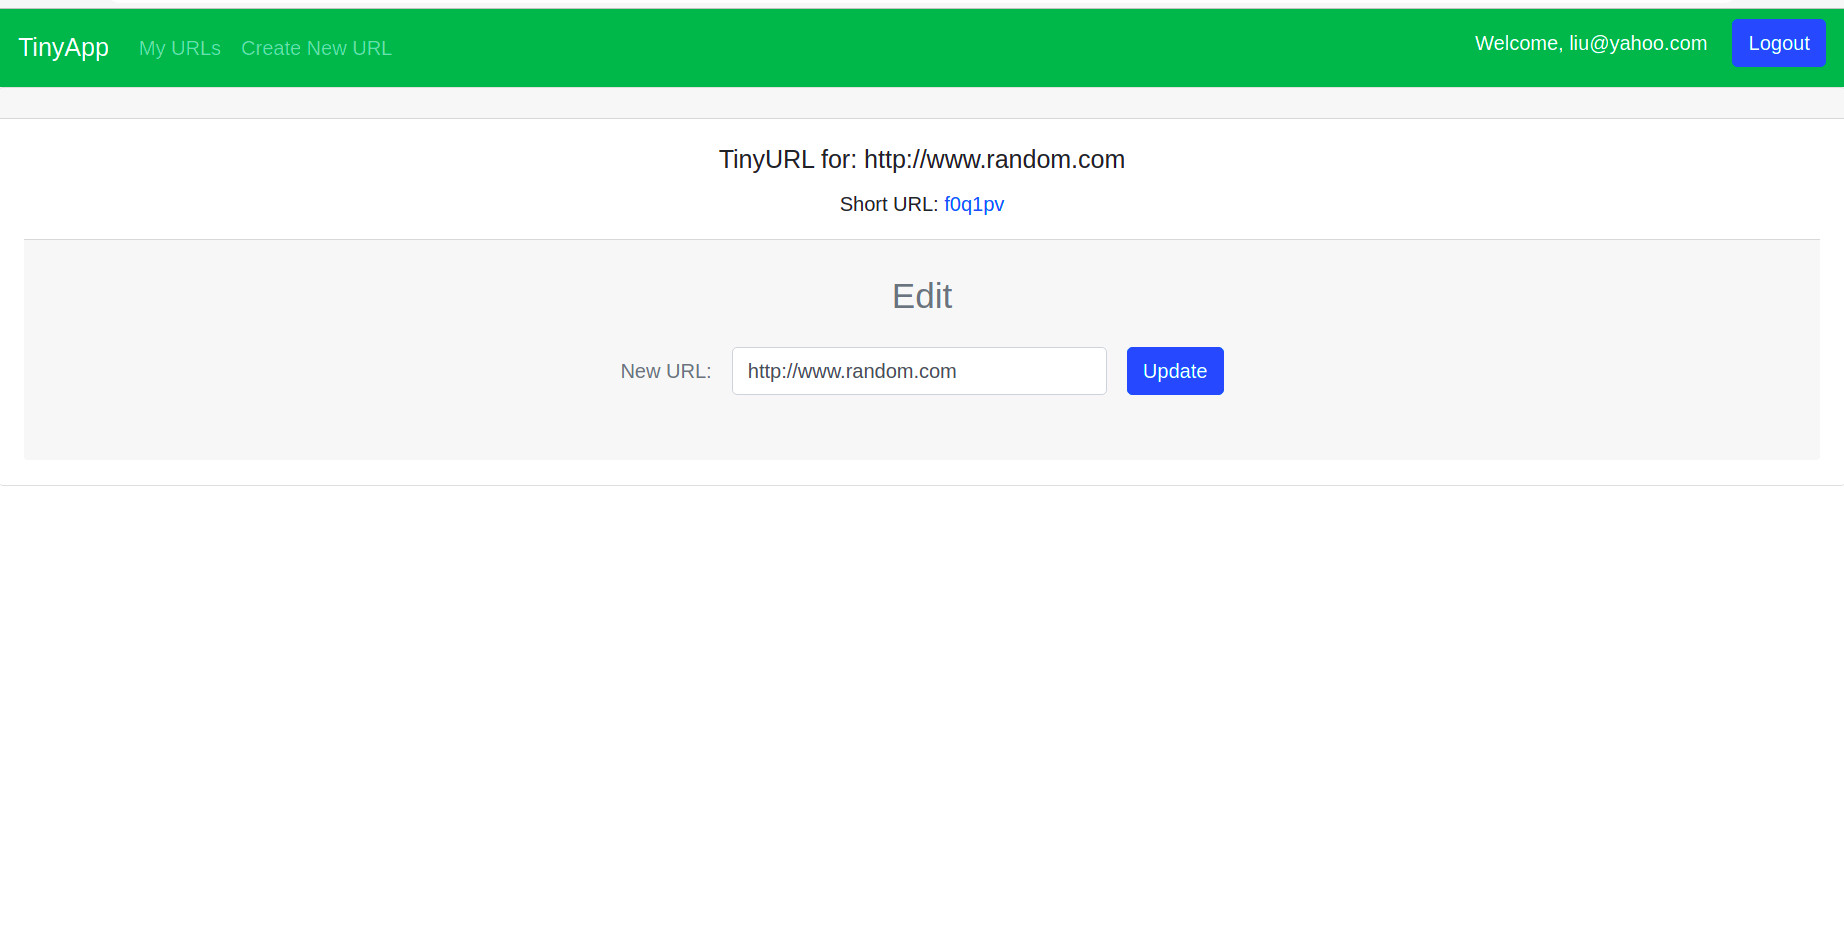 TinyApp My URLs Create New URL Welcome, liu@yahoo.com Logout
TinyURL for: http://www.random.com
Short URL: f0q1pv
Edit
New URL: http://www.random.com Update